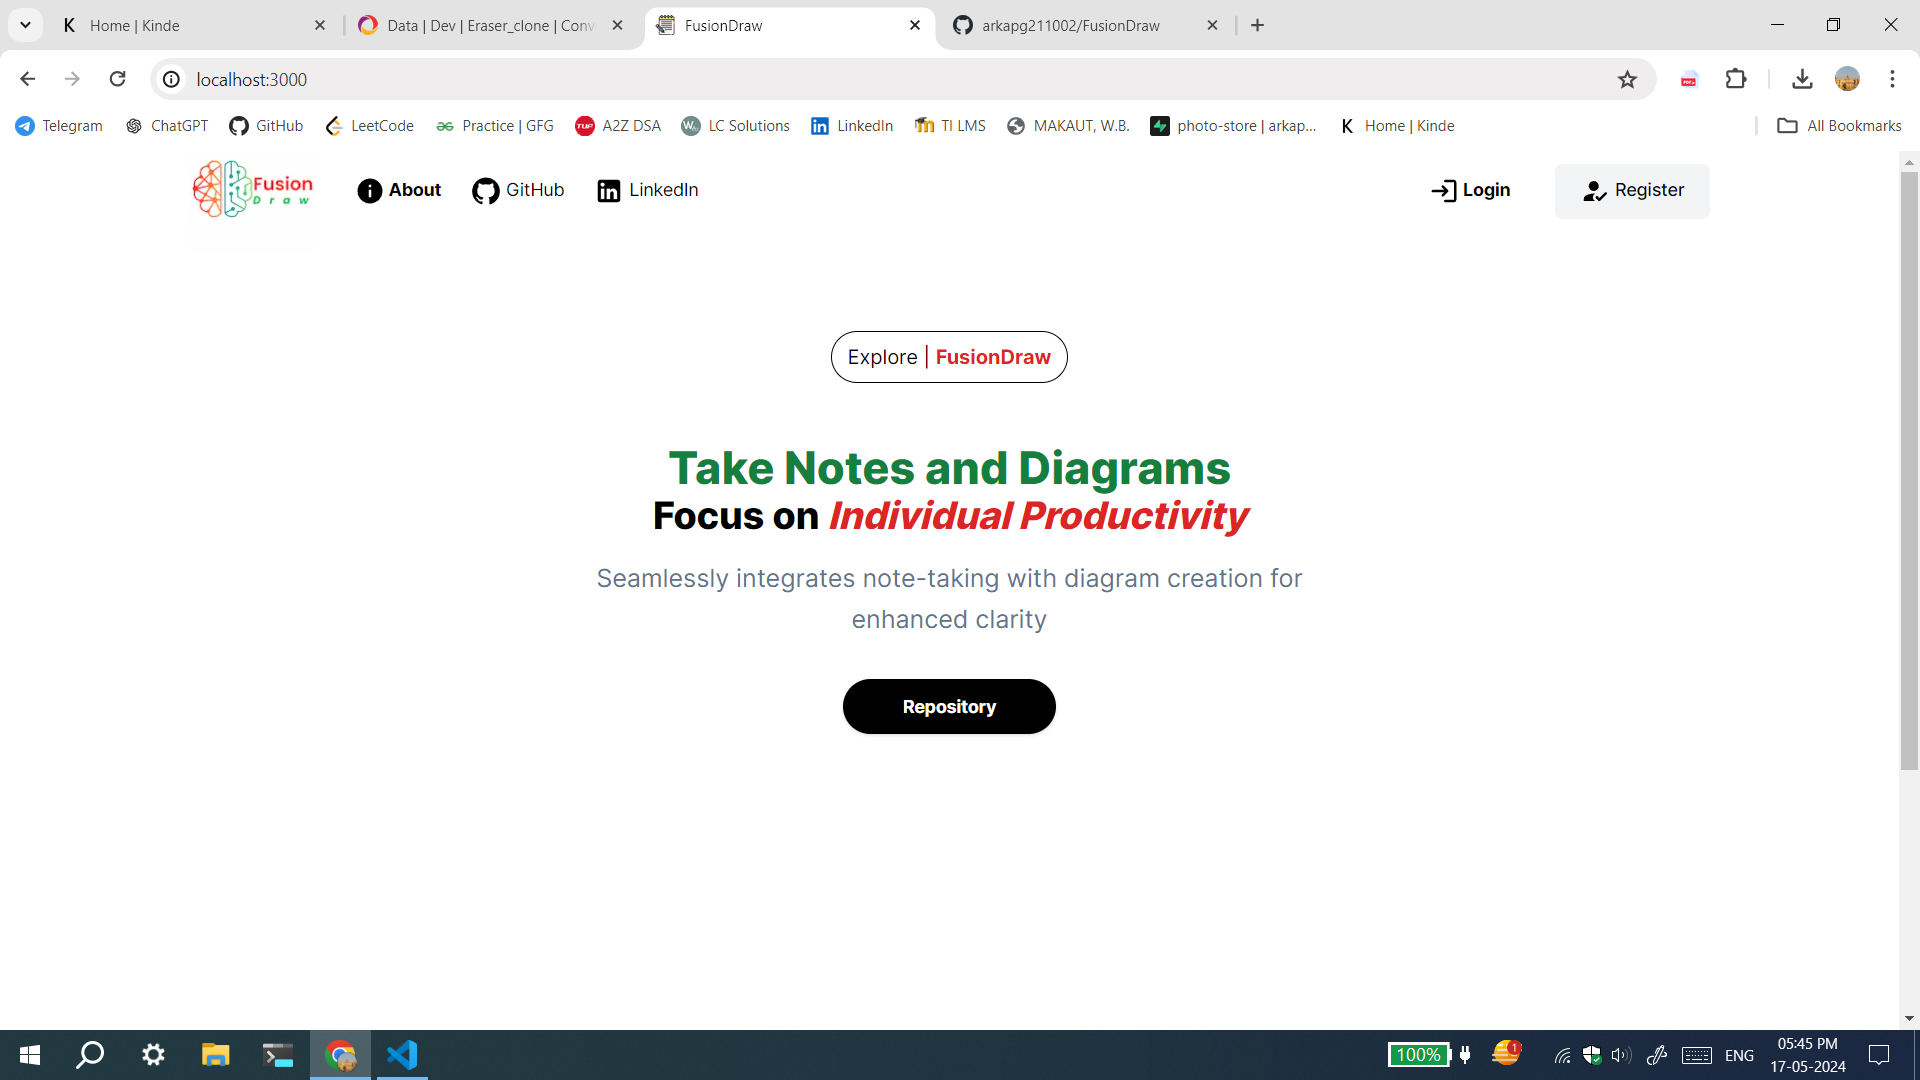 Home | Kinde
Data | Dev | Eraser_clone | Conv
FusionDraw
arkapg211002/FusionDraw
localhost:3000
Telegram
ChatGPT
GitHub
LeetCode
Practice | GFG
A2Z DSA
LC Solutions
LinkedIn
TI LMS
MAKAUT, W.B.
photo-store | arkap...
Home | Kinde
All Bookmarks
Fusion
Draw
About
GitHub
LinkedIn
Login
Register
Explore | FusionDraw
Take Notes and Diagrams
Focus on Individual Productivity
Seamlessly integrates note-taking with diagram creation for
enhanced clarity
Repository
100%
1
ENG
05:45 PM
17-05-2024